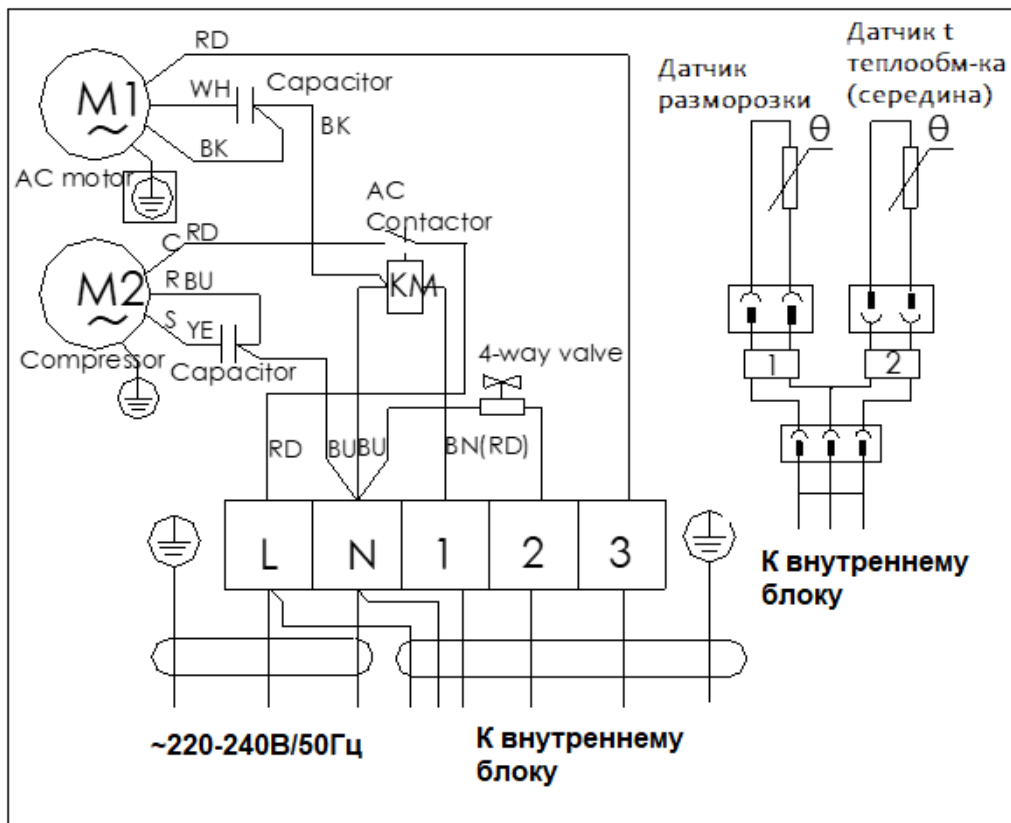 RD
WH
Capacitor
BK
BK
M1
~
AC motor
AC
Contactor
C RD
KM
R BU
M2
~
S YE
Compressor
Capacitor
4-way valve
RD
BU BU
BN(RD)
L
N
1
2
3
~220-240В/50Гц
К внутреннему
блоку
Датчик
разморозки
Датчик t
теплообм-ка
(середина)
θ
θ
1
2
К внутреннему
блоку